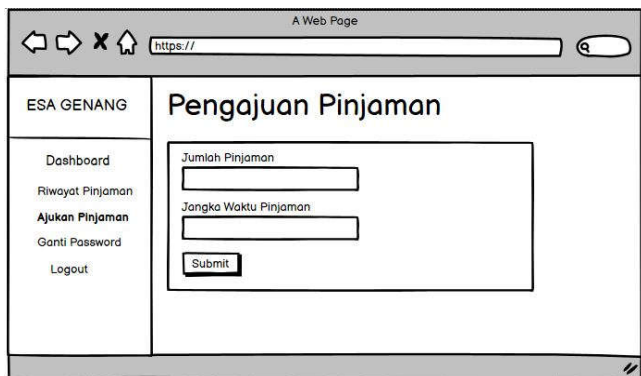 A Web Page
https://
ESA GENANG
Dashboard
Riwayat Pinjaman
Ajukan Pinjaman
Ganti Password
Logout
Pengajuan Pinjaman
Jumlah Pinjaman
Jangka Waktu Pinjaman
Submit